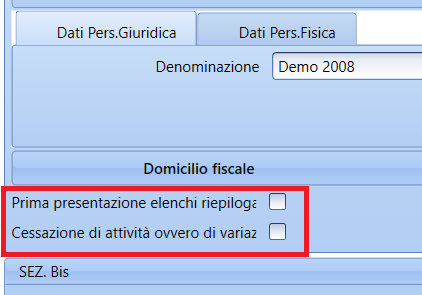 Dati Pers.Giuridica Dati Pers.Fisica
Denominazione Demo 2008
Domicilio fiscale
Prima presentazione elenchi riepiloga
Cessazione di attività ovvero di variaz
SEZ. Bis